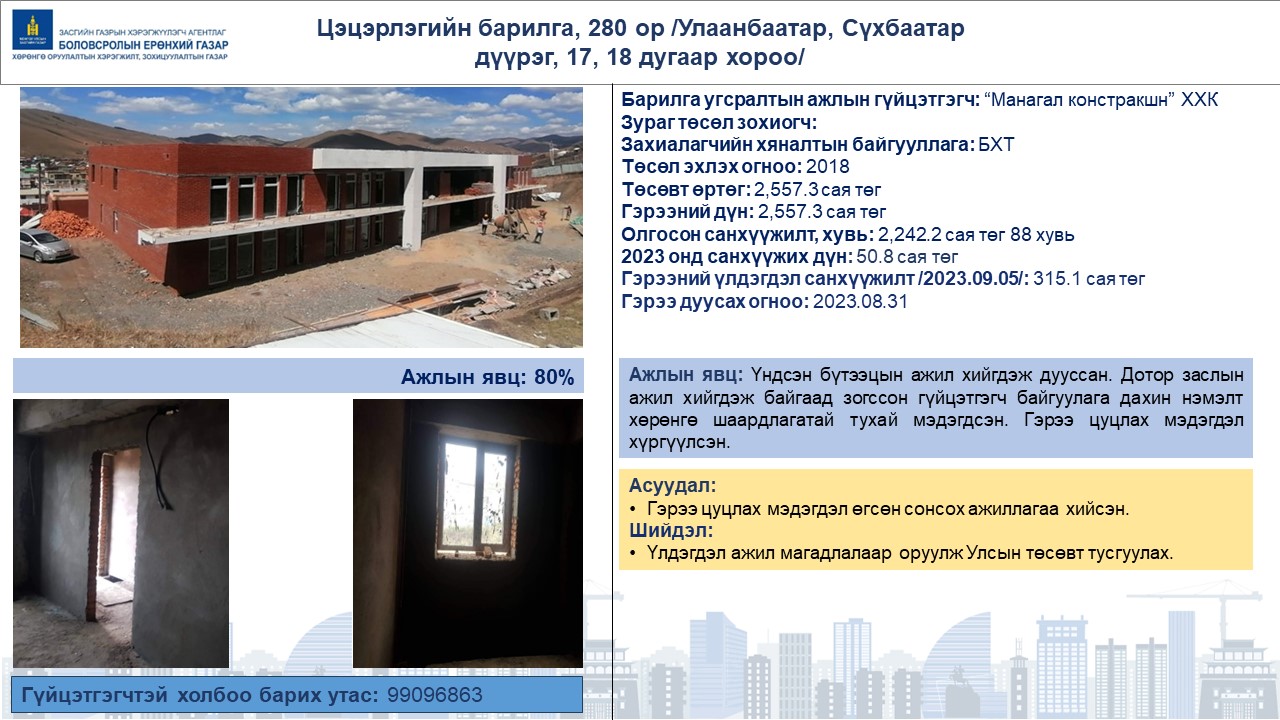 ЗАСГИЙН ГАЗРЫН ХЭРЭГЖҮҮЛЭГЧ АГЕНТЛАГ
БОЛОВСРОЛЫН ЕРӨНХИЙ ГАЗАР
ХӨРӨНГӨ ОРУУЛАЛТЫН ХЭРЭГЖИЛТ, ЗОХИЦУУЛАЛТЫН ГАЗАР
Цэцэрлэгийн барилга, 280 ор /Улаанбаатар, Сүхбаатар
дүүрэг, 17, 18 дугаар хороо/
Барилга угсралтын ажлын гүйцэтгэгч: “Манагал констракшн” ХХК
Зураг төсөл зохиогч:
Захиалагчийн хяналтын байгууллага: БХТ
Төсөл эхлэх огноо: 2018
Төсөвт өртөг: 2,557.3 сая төг
Гэрээний дүн: 2,557.3 сая төг
Олгосон санхүүжилт, хувь: 2,242.2 сая төг 88 хувь
2023 онд санхүүжих дүн: 50.8 сая төг
Гэрээний үлдэгдэл санхүүжилт /2023.09.05/: 315.1 сая төг
Гэрээ дуусах огноо: 2023.08.31
Ажлын явц: 80%
Ажлын явц: Үндсэн бүтээцын ажил хийгдэж дууссан. Дотор заслын
ажил хийгдэж байгаад зогссон гүйцэтгэгч байгуулага дахин нэмэлт
хөрөнгө шаардлагатай тухай мэдэгдсэн. Гэрээ цуцлах мэдэгдэл
хүргүүлсэн.
Асуудал:
• Гэрээ цуцлах мэдэгдэл өгсөн сонсох ажиллагаа хийсэн.
Шийдэл:
• Үлдэгдэл ажил магадлалаар оруулж Улсын төсөвт тусгуулах.
Гүйцэтгэгчтэй холбоо барих утас: 99096863